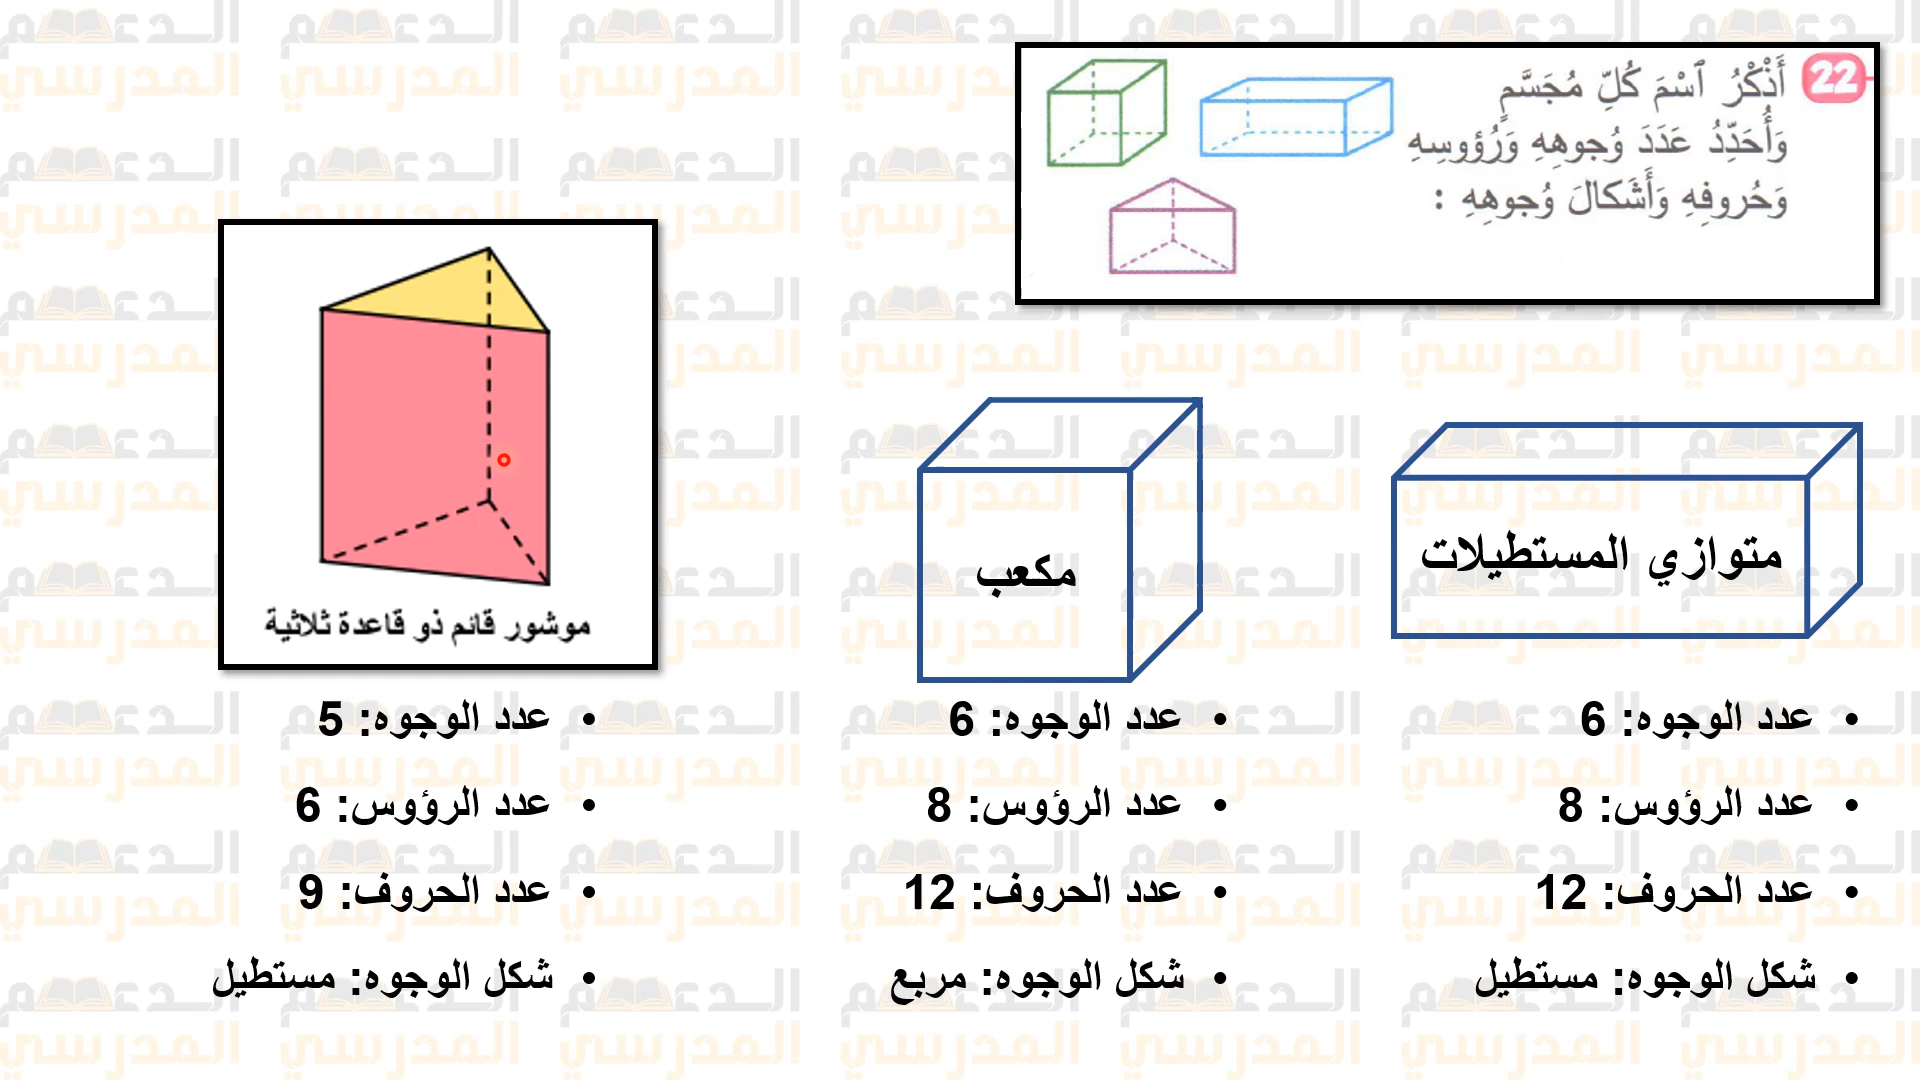 22
أَذْكُرُ ٱسْمَ كُلِّ مُجَسَّمٍ
وَأُحَدِّدُ عَدَدَ وُجوهِهِ وَرُؤوسِهِ
وَحُروفِهِ وَأَشَكالَ وُجوهِهِ :
متوازي المستطيلات
• عدد الوجوه: 6
• عدد الرؤوس: 8
• عدد الحروف: 12
• شكل الوجوه: مستطيل
مكعب
• عدد الوجوه: 6
• عدد الرؤوس: 8
• عدد الحروف: 12
• شكل الوجوه: مربع
موشور قائم ذو قاعدة ثلاثية
• عدد الوجوه: 5
• عدد الرؤوس: 6
• عدد الحروف: 9
• شكل الوجوه: مستطيل
الدعم
المدرسي